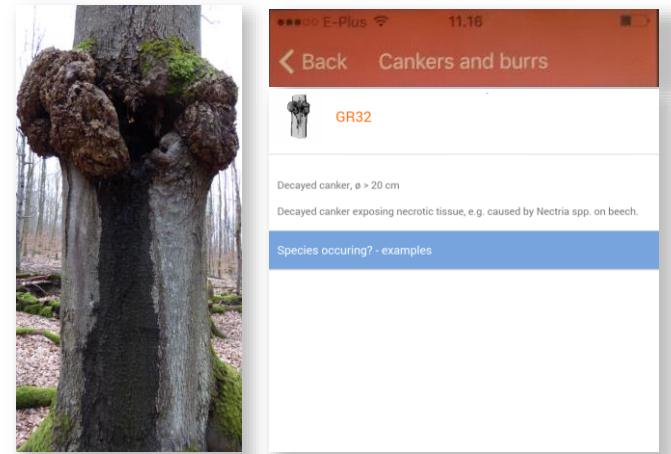 E-Plus 11.16
Back Cankers and burrs
GR32
Decayed canker, ø > 20 cm
Decayed canker exposing necrotic tissue, e.g. caused by Nectria spp. on beech.
Species occuring? - examples